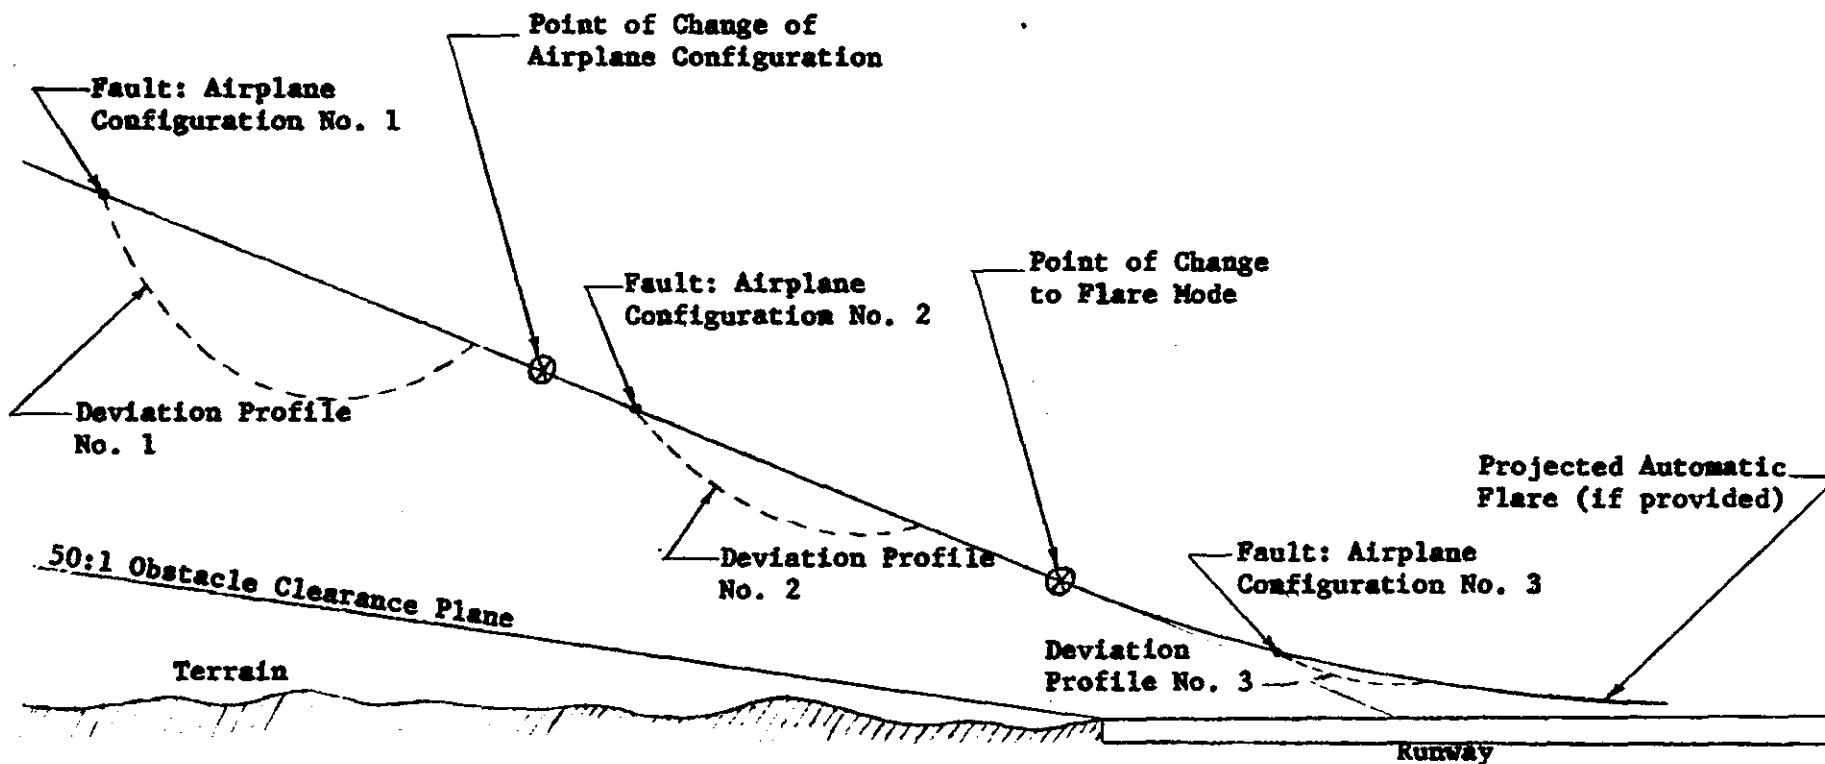 Point of Change of
Airplane Configuration
Fault: Airplane
Configuration No. 1
Point of Change
to Flare Mode
Fault: Airplane
Configuration No. 2
Deviation Profile
No. 1
Projected Automatic
Flare (if provided)
Deviation Profile
No. 2
Fault: Airplane
Configuration No. 3
50:1 Obstacle Clearance Plane
Deviation
Profile No. 3
Terrain
Runway